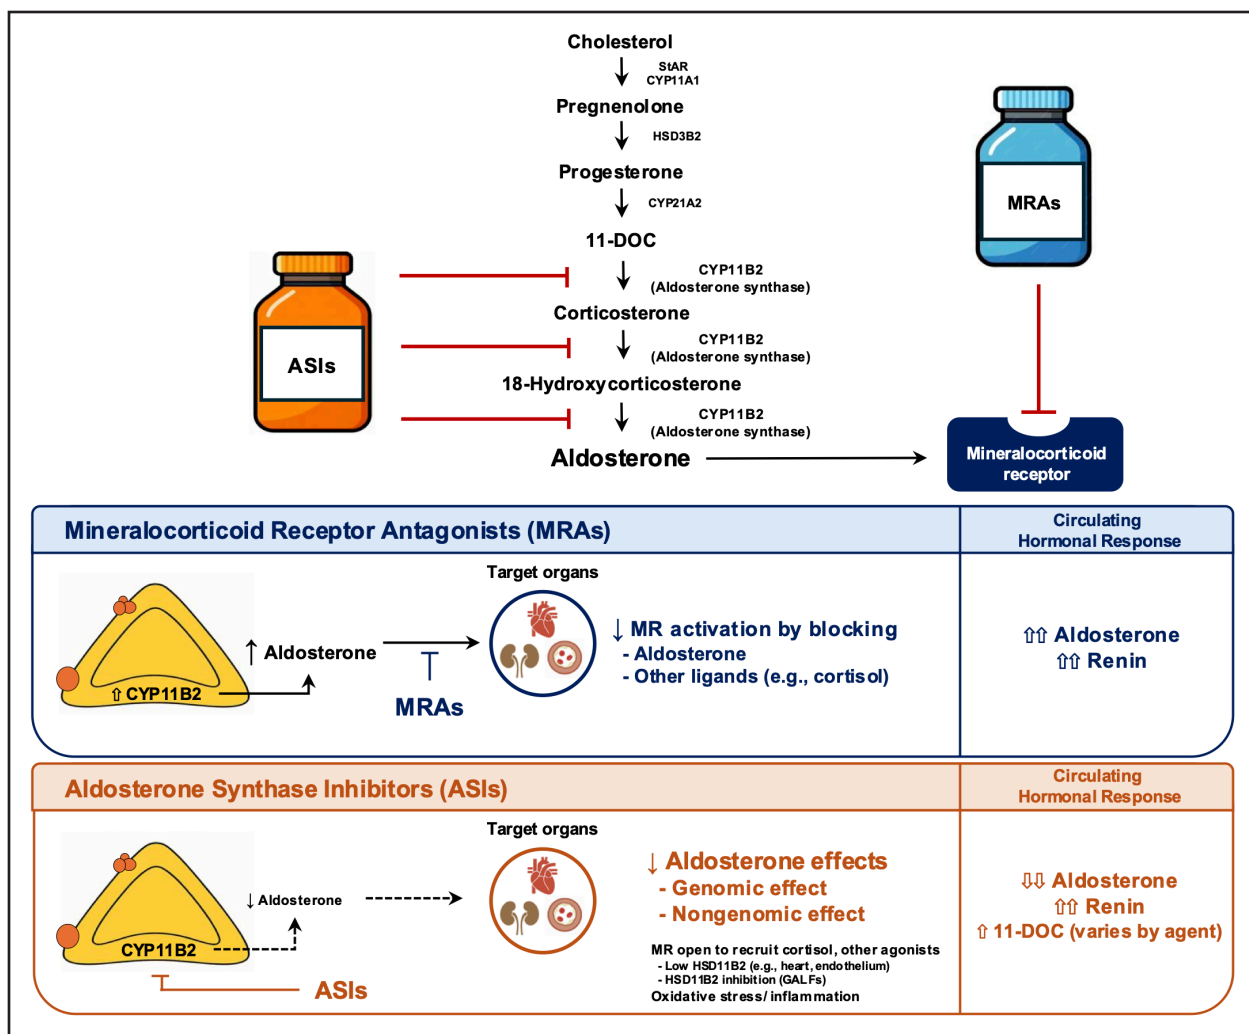 Cholesterol
StAR
CYP11A1
Pregnenolone
HSD3B2
Progesterone
CYP21A2
11-DOC
CYP11B2
(Aldosterone synthase)
Corticosterone
CYP11B2
(Aldosterone synthase)
18-Hydroxycorticosterone
CYP11B2
(Aldosterone synthase)
Aldosterone
ASIs
MRAs
Mineralocorticoid
receptor
Mineralocorticoid Receptor Antagonists (MRAs)
Circulating
Hormonal Response
⇧ CYP11B2
↑ Aldosterone
MRAs
Target organs
↓ MR activation by blocking
- Aldosterone
- Other ligands (e.g., cortisol)
⇧⇧ Aldosterone
⇧⇧ Renin
Aldosterone Synthase Inhibitors (ASIs)
Circulating
Hormonal Response
CYP11B2
↓ Aldosterone
ASIs
Target organs
↓ Aldosterone effects
- Genomic effect
- Nongenomic effect
MR open to recruit cortisol, other agonists
- Low HSD11B2 (e.g., heart, endothelium)
- HSD11B2 inhibition (GALFs)
Oxidative stress/ inflammation
⇩⇩ Aldosterone
⇧⇧ Renin
⇧ 11-DOC (varies by agent)